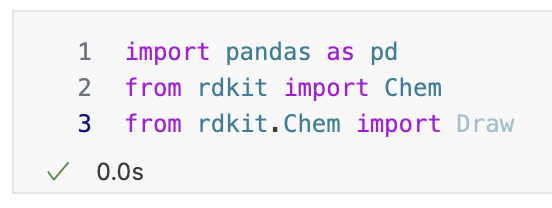 1 import pandas as pd
2 from rdkit import Chem
3 from rdkit.Chem import Draw
✓ 0.0s